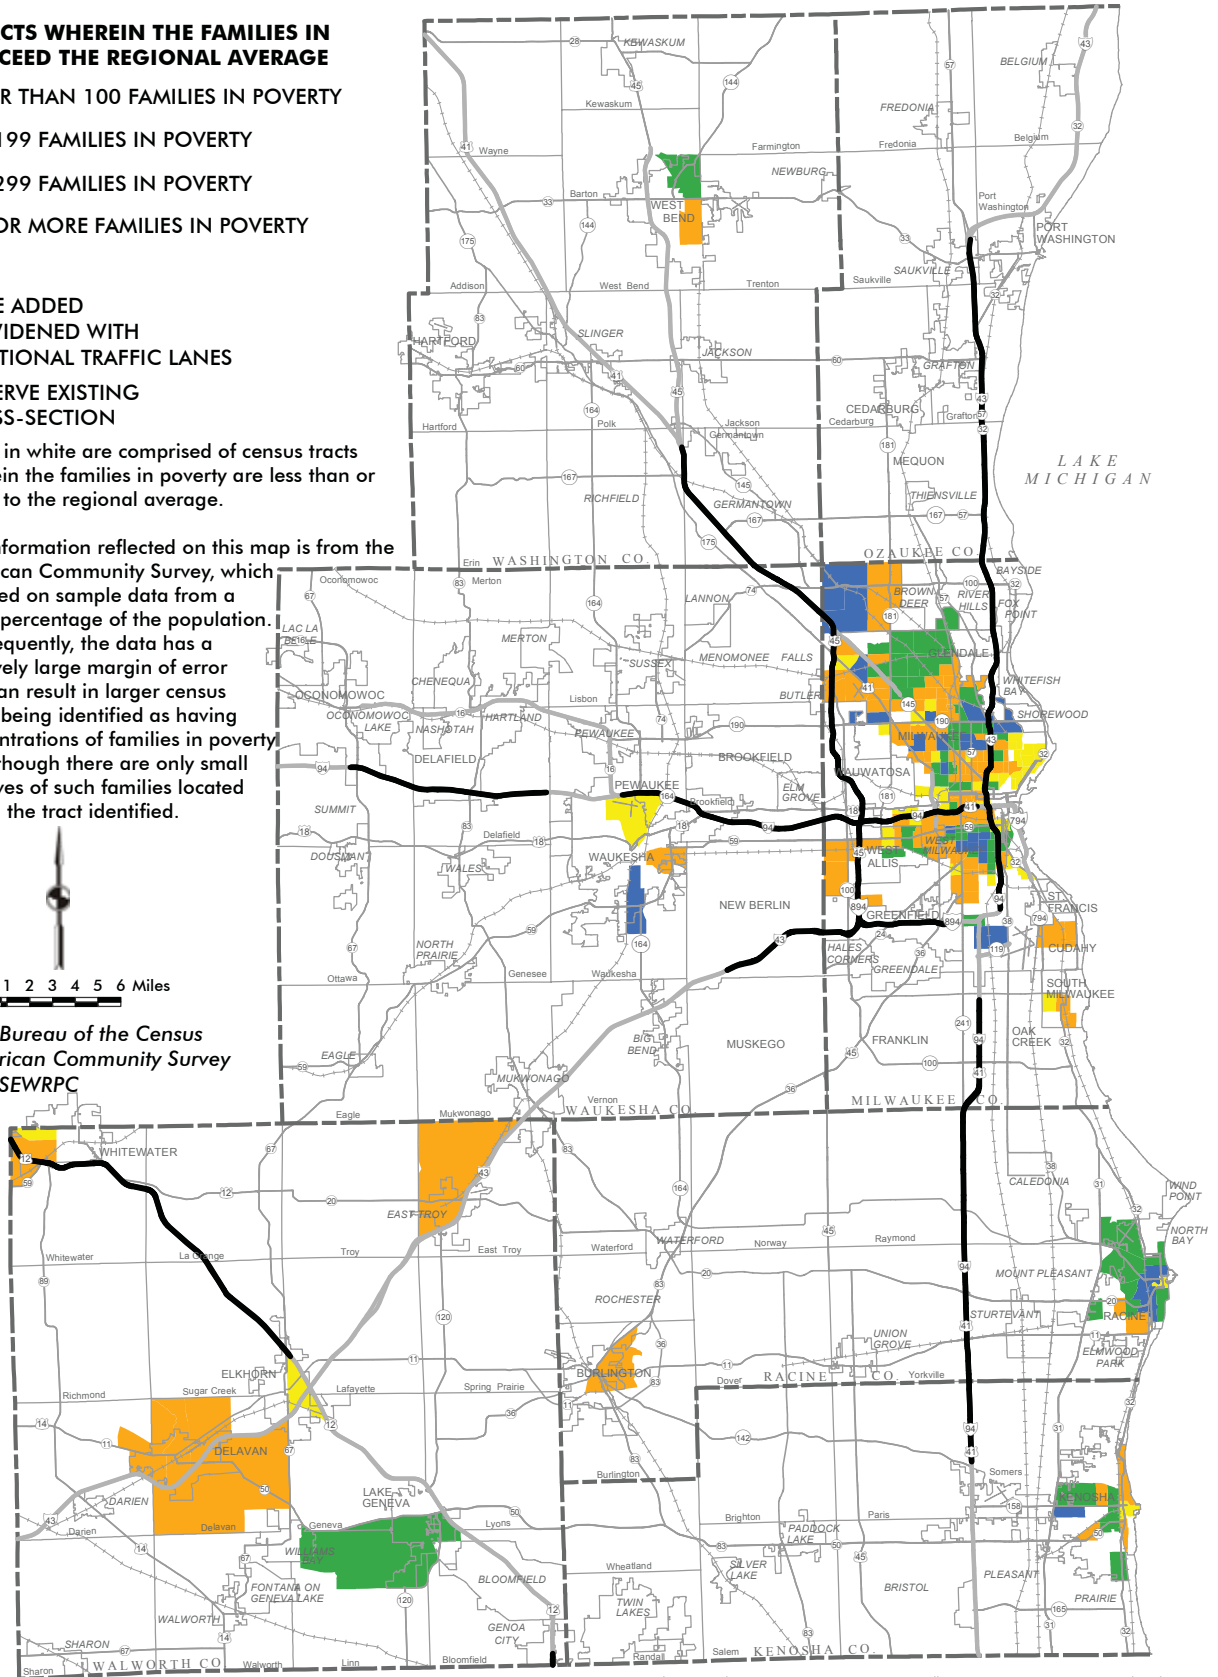 CTS WHEREIN THE FAMILIES IN
CEED THE REGIONAL AVERAGE
R THAN 100 FAMILIES IN POVERTY
199 FAMILIES IN POVERTY
299 FAMILIES IN POVERTY
OR MORE FAMILIES IN POVERTY
E ADDED
VIDENED WITH
TIONAL TRAFFIC LANES
ERVE EXISTING
SS-SECTION
in white are comprised of census tracts
ein the families in poverty are less than or
to the regional average.
nformation reflected on this map is from the
ican Community Survey, which
ed on sample data from a
percentage of the population.
equently, the data has a
vely large margin of error
an result in larger census
being identified as having
ntrations of families in poverty
though there are only small
ves of such families located
the tract identified.
1 2 3 4 5 6 Miles
Bureau of the Census
rican Community Survey
SEWRPC
KEWASKUM
Kewaskum
Wayne
Barton
WEST
BEND
Farmington
NEWBURG
Addison
West Bend
Trenton
HARTFORD
SLINGER
JACKSON
Hartford
Polk
Jackson
Germantown
RICHFIELD
GERMANTOWN
Erin
WASHINGTON CO.
BELGIUM
FREDONIA
Fredonia
Belgium
Port
Washington
PORT
WASHINGTON
SAUKVILLE
Saukville
GRAFTON
CEDARBURG
Cedarburg
Grafton
MEQUON
THIENSVILLE
OZAUKEE CO.
LAKE
MICHIGAN
Oconomowoc
Merton
LAC LA
BELLE
MERTON
LANNON
SUSSEX
MENOMONEE FALLS
CHENEQUA
OCONOMOWOC
OCONOMOWOC
LAKE
NASHOTAH
HARTLAND
Lisbon
PEWAUKEE
BUTLER
DELAFIELD
BROOKFIELD
PEWAUKEE
Brookfield
ELM
GROVE
SUMMIT
Delafield
DOUSMAN
WALES
WAUKESHA
NEW BERLIN
NORTH
PRAIRIE
Ottawa
Genesee
Waukesha
BIG
BEND
MUSKEGO
EAGLE
MUKWONAGO
Eagle
Mukwonago
Vernon
WAUKESHA CO.
BAYSIDE
BROWN
DEER
RIVER
HILLS
FOX
POINT
GLENDALE
WHITEFISH
BAY
SHOREWOOD
MILWAUKEE
WAUWATOSA
WEST
ALLIS
WEST
MILWAUKEE
GREENFIELD
ST.
FRANCIS
HALES
CORNERS
GREENDALE
CUDAHY
SOUTH
MILWAUKEE
FRANKLIN
OAK
CREEK
MILWAUKEE CO.
WHITEWATER
Whitewater
La Grange
Troy
EAST TROY
East Troy
ELKHORN
Richmond
Sugar Creek
Lafayette
Spring Prairie
DELAVAN
DARIEN
Darien
Delavan
LAKE
GENEVA
Geneva
Lyons
WILLIAMS
BAY
FONTANA ON
GENEVA LAKE
BLOOMFIELD
WALWORTH
GENOA
CITY
SHARON
Sharon
WALWORTH CO
Walworth
Linn
Bloomfield
CALEDONIA
WIND
POINT
NORTH
BAY
Waterford
WATERFORD
Norway
Raymond
MOUNT PLEASANT
ROCHESTER
STURTEVANT
RACINE
UNION
GROVE
ELMWOOD
PARK
BURLINGTON
Dover
RACINE CO.
Yorkville
Burlington
Somers
KENOSHA
Brighton
Paris
PADDOCK
LAKE
Wheatland
SILVER
LAKE
BRISTOL
PLEASANT
PRAIRIE
TWIN
LAKES
Randall
Salem
KENOSHA CO.